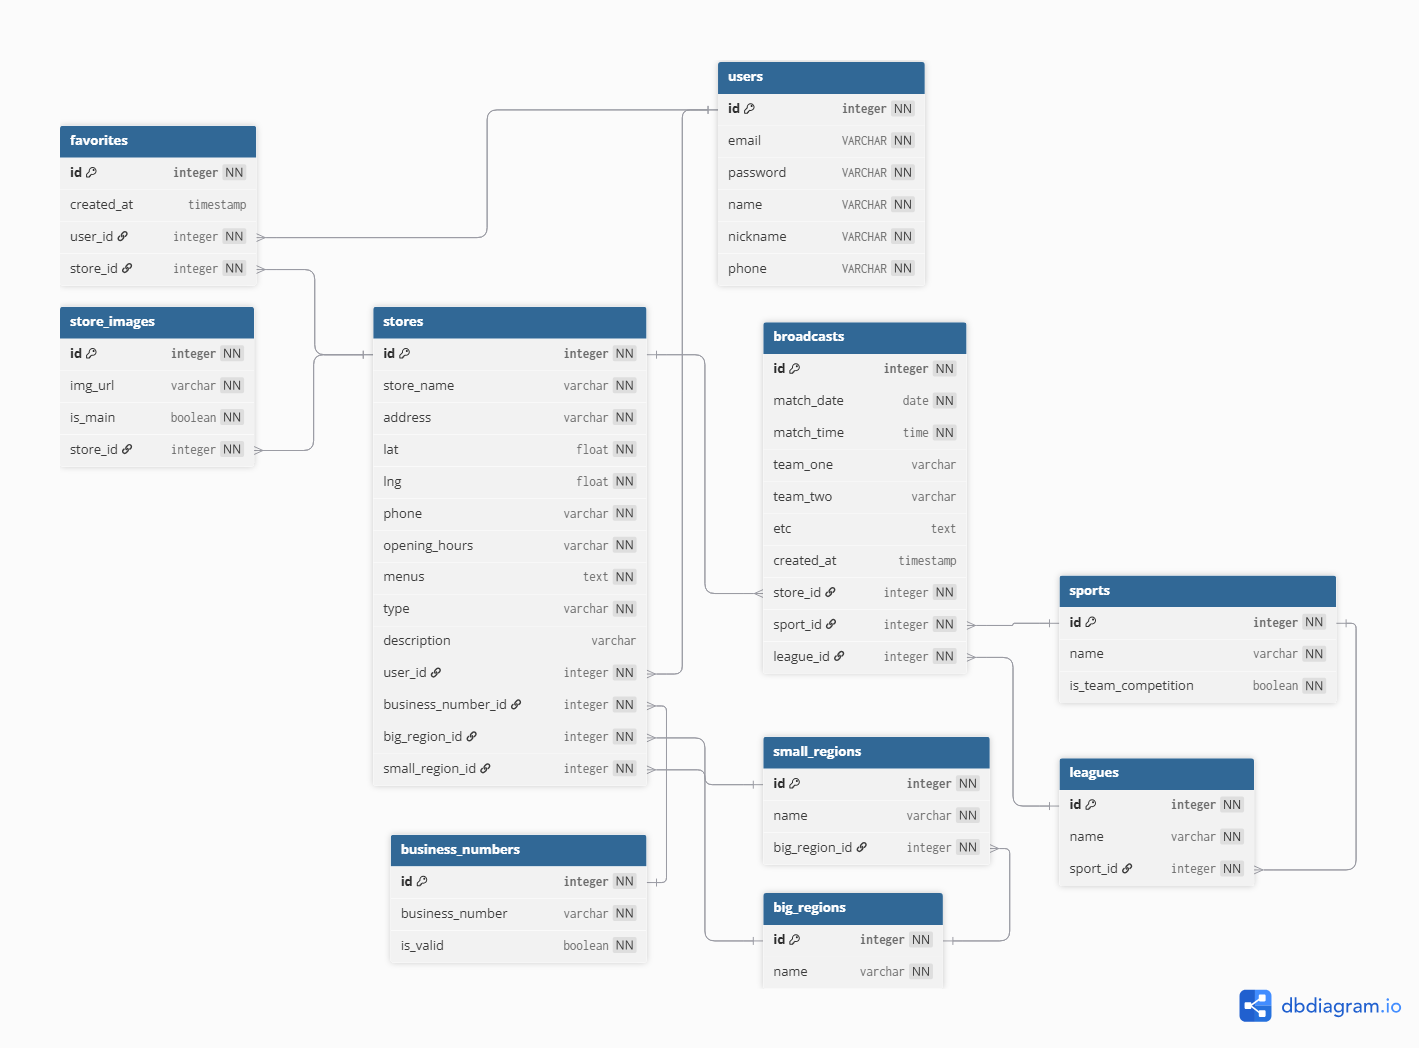 users
id integer NN
email VARCHAR NN
password VARCHAR NN
name VARCHAR NN
nickname VARCHAR NN
phone VARCHAR NN
favorites
id integer NN
created_at timestamp
user_id integer NN
store_id integer NN
store_images
id integer NN
img_url varchar NN
is_main boolean NN
store_id integer NN
stores
id integer NN
store_name varchar NN
address varchar NN
lat float NN
lng float NN
phone varchar NN
opening_hours varchar NN
menus text NN
type varchar NN
description varchar
user_id integer NN
business_number_id integer NN
big_region_id integer NN
small_region_id integer NN
broadcasts
id integer NN
match_date date NN
match_time time NN
team_one varchar
team_two varchar
etc text
created_at timestamp
store_id integer NN
sport_id integer NN
league_id integer NN
sports
id integer NN
name varchar NN
is_team_competition boolean NN
small_regions
id integer NN
name varchar NN
big_region_id integer NN
leagues
id integer NN
name varchar NN
sport_id integer NN
business_numbers
id integer NN
business_number varchar NN
is_valid boolean NN
big_regions
id integer NN
name varchar NN
dbdiagram.io